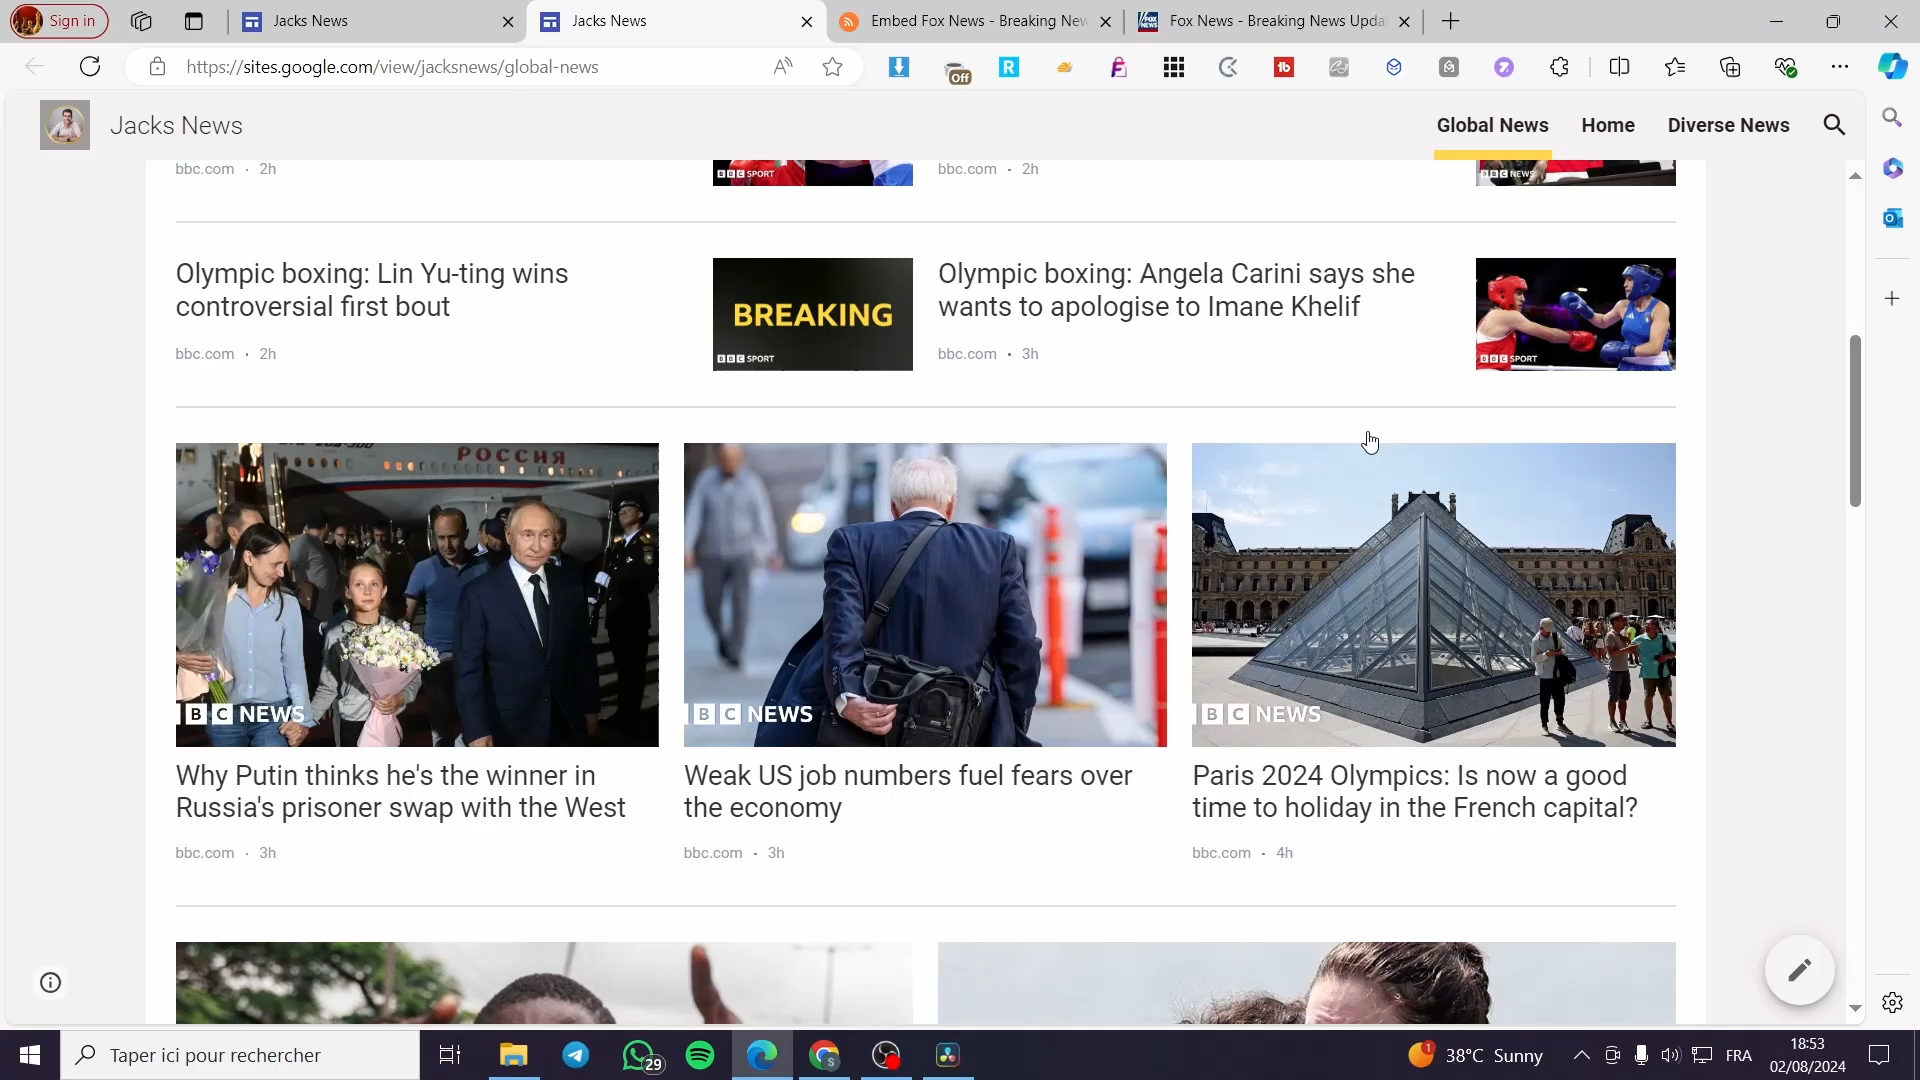 Sign in
Jacks News
Jacks News
Embed Fox News - Breaking New
Fox News - Breaking News Upda
https://sites.google.com/view/jacksnews/global-news
Off
Jacks News
Global News
Home
Diverse News
bbc.com · 2h
BBC SPORT
bbc.com · 2h
BBC NEWS
Olympic boxing: Lin Yu-ting wins
controversial first bout
bbc.com · 2h
BREAKING
BBC SPORT
Olympic boxing: Angela Carini says she
wants to apologise to Imane Khelif
bbc.com · 3h
BBC SPORT
РОССИЯ
B C NEWS
B C NEWS
B C NEWS
Why Putin thinks he's the winner in
Russia's prisoner swap with the West
bbc.com · 3h
Weak US job numbers fuel fears over
the economy
bbc.com · 3h
Paris 2024 Olympics: Is now a good
time to holiday in the French capital?
bbc.com · 4h
Taper ici pour rechercher
29
1
38°C Sunny
FRA
18:53
02/08/2024